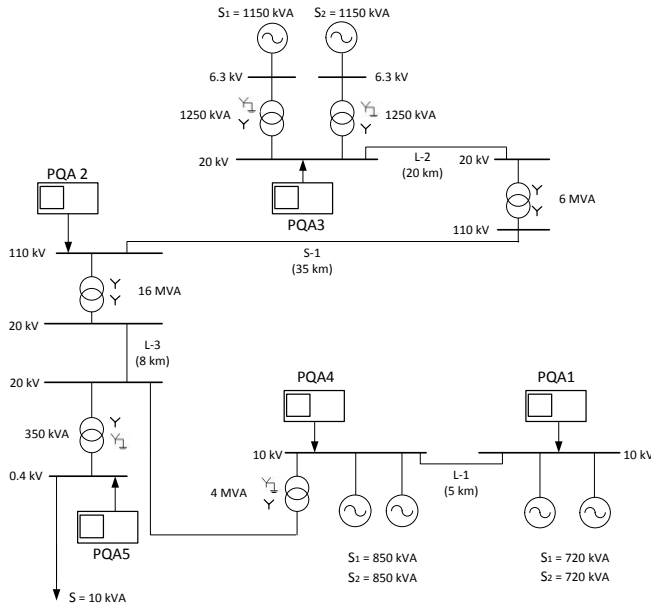 S₁ = 1150 kVA S₂ = 1150 kVA
6.3 kV 6.3 kV
1250 kVA 1250 kVA
20 kV L-2 20 kV
(20 km)
PQA 2
PQA3
6 MVA
110 kV
110 kV S-1
(35 km)
16 MVA
20 kV
L-3
(8 km)
20 kV
PQA4 PQA1
350 kVA
10 kV 10 kV
L-1
(5 km)
0.4 kV
4 MVA
PQA5
S₁ = 850 kVA S₁ = 720 kVA
S₂ = 850 kVA S₂ = 720 kVA
S = 10 kVA